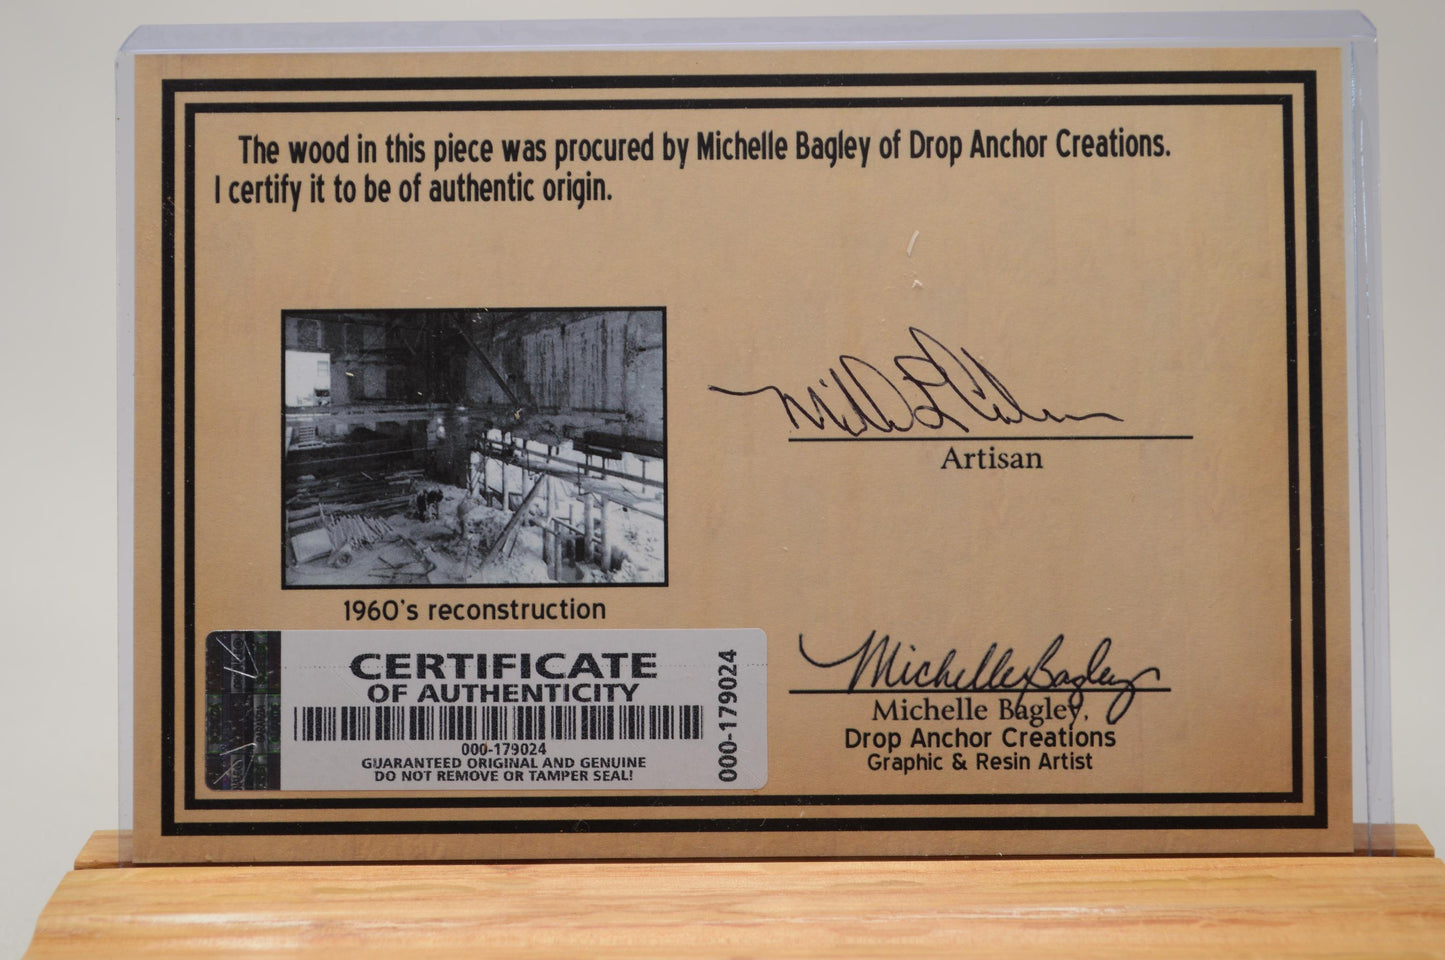 The wood in this piece was procured by Michelle Bagley of Drop Anchor Creations.
I certify it to be of authentic origin.
Artisan
1960's reconstruction
CERTIFICATE
OF AUTHENTICITY
000-179024
GUARANTEED ORIGINAL AND GENUINE
DO NOT REMOVE OR TAMPER SEAL!
000-179024
Michelle Bagley
Michelle Bagley,
Drop Anchor Creations
Graphic & Resin Artist